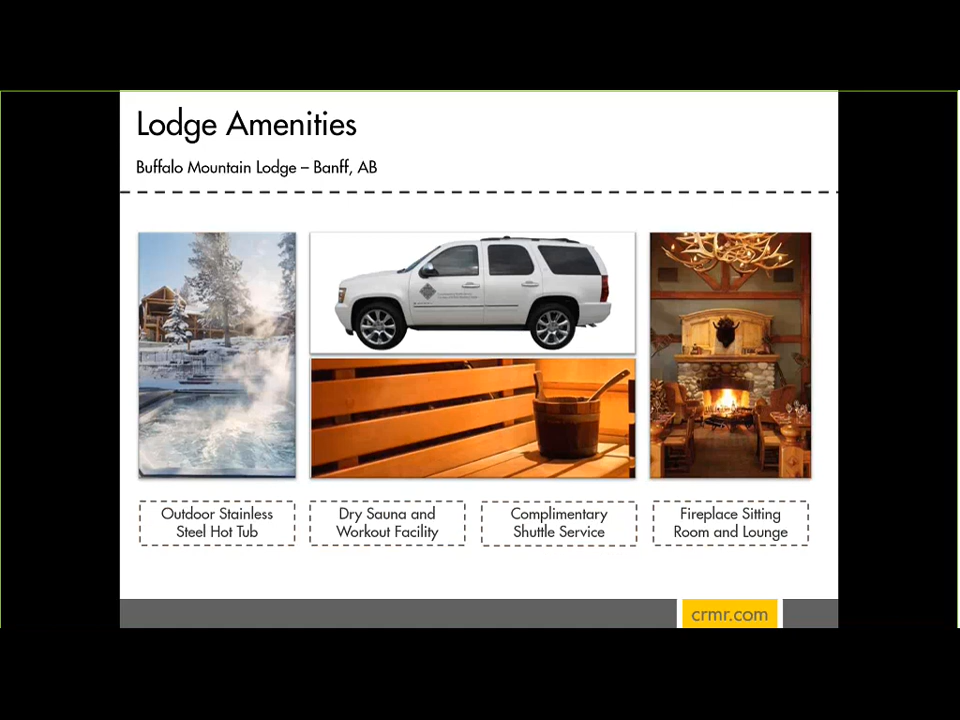 Lodge Amenities
Buffalo Mountain Lodge – Banff, AB
Outdoor Stainless
Steel Hot Tub
Dry Sauna and
Workout Facility
Complimentary
Shuttle Service
Fireplace Sitting
Room and Lounge
crmr.com